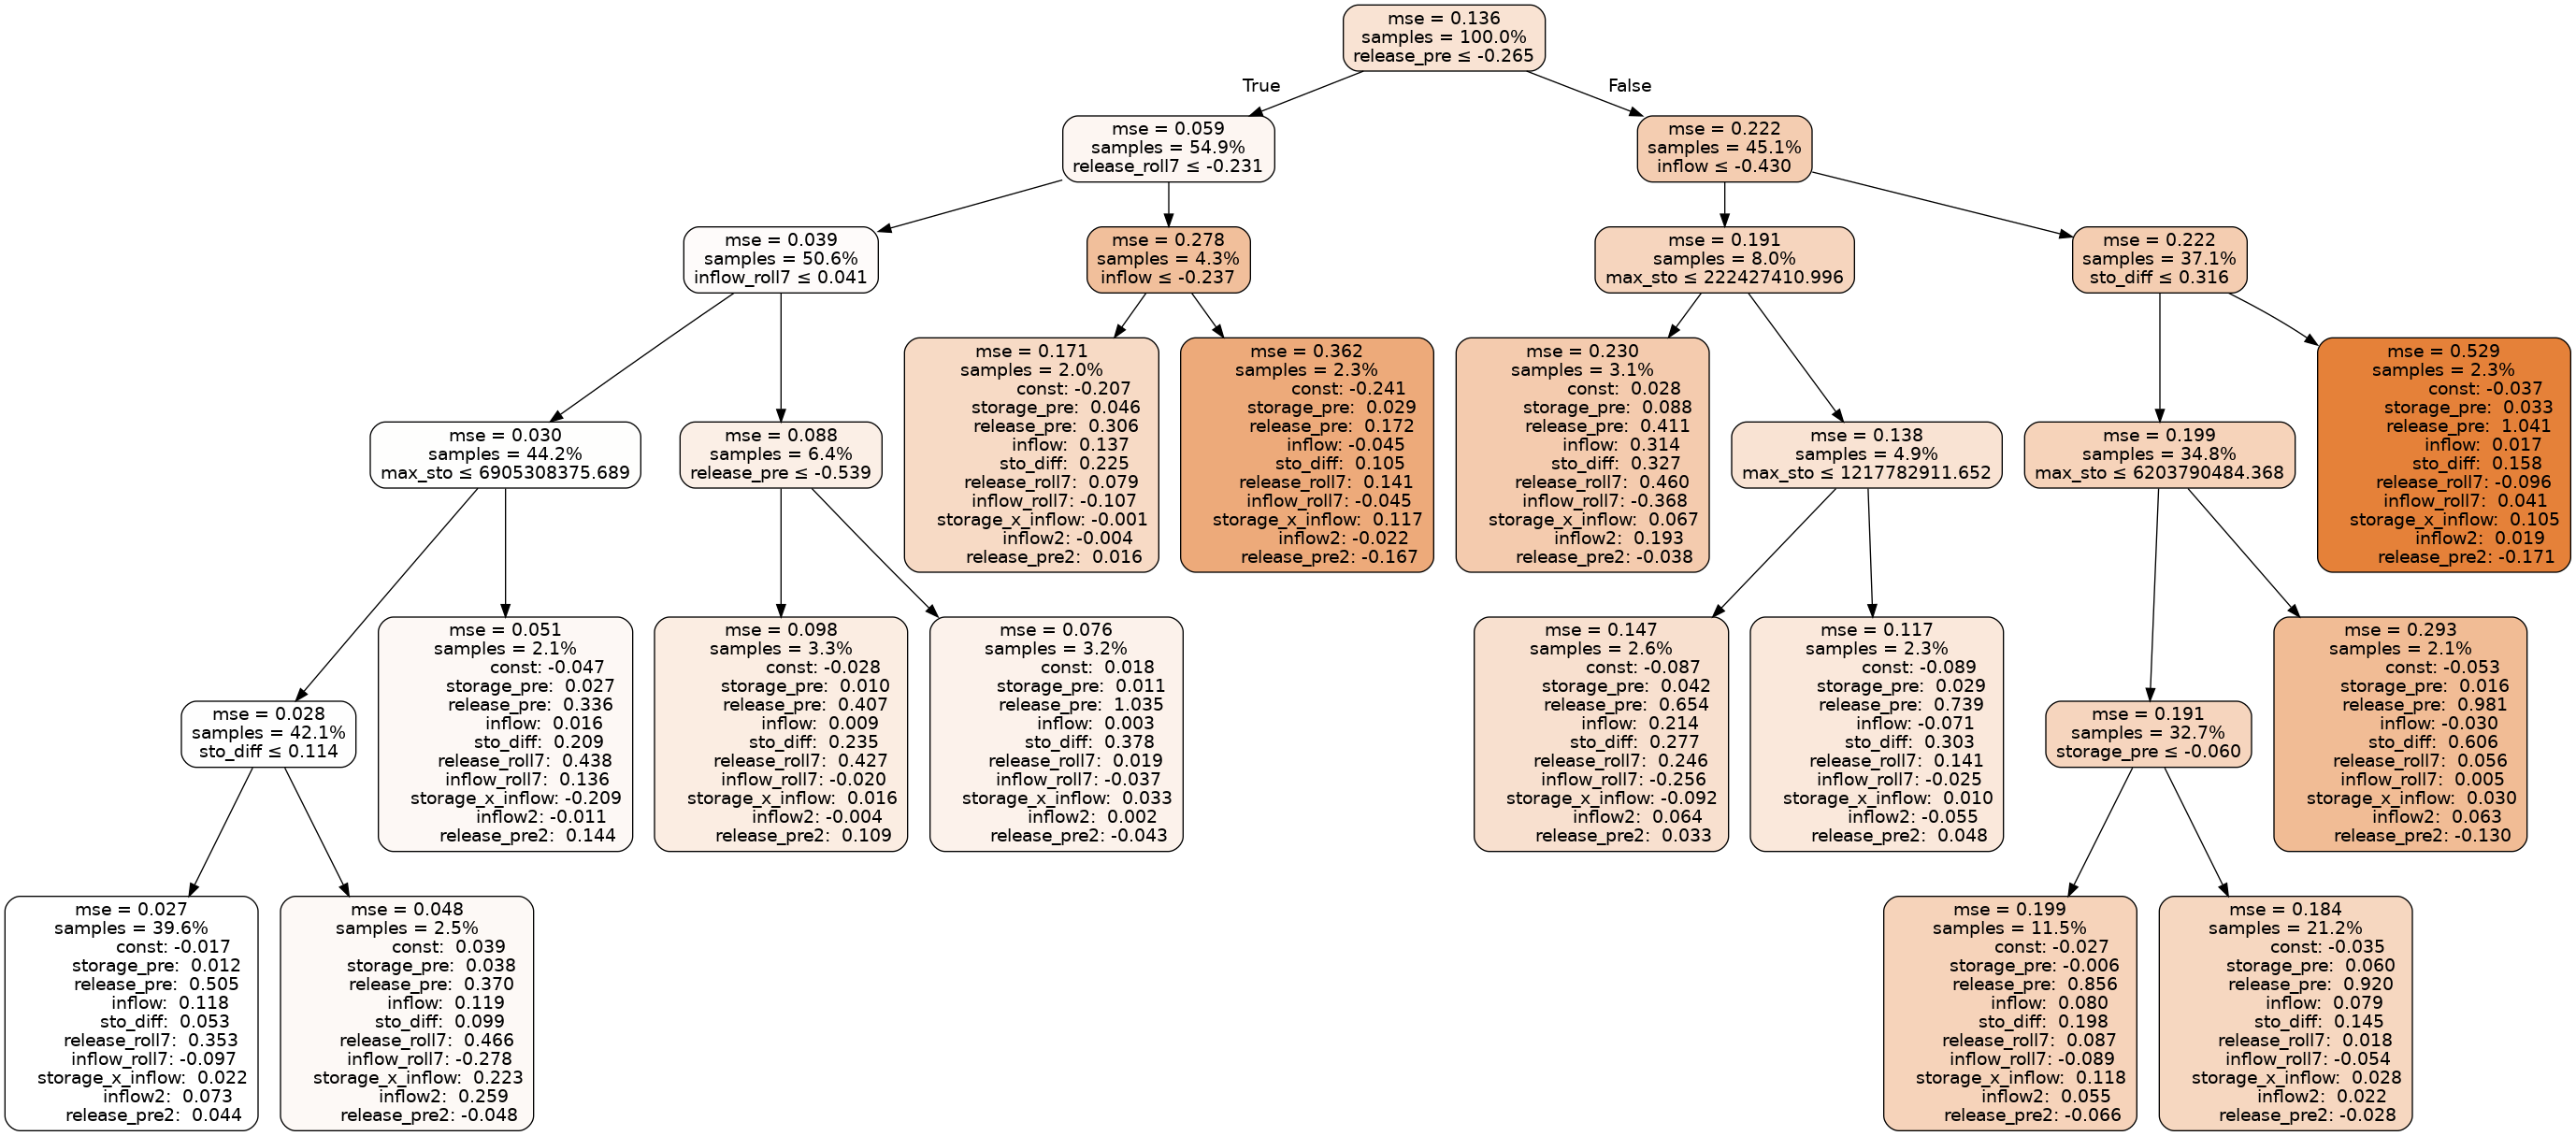 mse = 0.136
samples = 100.0%
release_pre ≤ -0.265
True
False
mse = 0.059
samples = 54.9%
release_roll7 ≤ -0.231
mse = 0.222
samples = 45.1%
inflow ≤ -0.430
mse = 0.039
samples = 50.6%
inflow_roll7 ≤ 0.041
mse = 0.278
samples = 4.3%
inflow ≤ -0.237
mse = 0.191
samples = 8.0%
max_sto ≤ 222427410.996
mse = 0.222
samples = 37.1%
sto_diff ≤ 0.316
mse = 0.171
samples = 2.0%
const: -0.207
storage_pre: 0.046
release_pre: 0.306
inflow: 0.137
sto_diff: 0.225
release_roll7: 0.079
inflow_roll7: -0.107
storage_x_inflow: -0.001
inflow2: -0.004
release_pre2: 0.016
mse = 0.362
samples = 2.3%
const: -0.241
storage_pre: 0.029
release_pre: 0.172
inflow: -0.045
sto_diff: 0.105
release_roll7: 0.141
inflow_roll7: -0.045
storage_x_inflow: 0.117
inflow2: -0.022
release_pre2: -0.167
mse = 0.230
samples = 3.1%
const: 0.028
storage_pre: 0.088
release_pre: 0.411
inflow: 0.314
sto_diff: 0.327
release_roll7: 0.460
inflow_roll7: -0.368
storage_x_inflow: 0.067
inflow2: 0.193
release_pre2: -0.038
mse = 0.529
samples = 2.3%
const: -0.037
storage_pre: 0.033
release_pre: 1.041
inflow: 0.017
sto_diff: 0.158
release_roll7: -0.096
inflow_roll7: 0.041
storage_x_inflow: 0.105
inflow2: 0.019
release_pre2: -0.171
mse = 0.030
samples = 44.2%
max_sto ≤ 6905308375.689
mse = 0.088
samples = 6.4%
release_pre ≤ -0.539
mse = 0.138
samples = 4.9%
max_sto ≤ 1217782911.652
mse = 0.199
samples = 34.8%
max_sto ≤ 6203790484.368
mse = 0.028
samples = 42.1%
sto_diff ≤ 0.114
mse = 0.051
samples = 2.1%
const: -0.047
storage_pre: 0.027
release_pre: 0.336
inflow: 0.016
sto_diff: 0.209
release_roll7: 0.438
inflow_roll7: 0.136
storage_x_inflow: -0.209
inflow2: -0.011
release_pre2: 0.144
mse = 0.098
samples = 3.3%
const: -0.028
storage_pre: 0.010
release_pre: 0.407
inflow: 0.009
sto_diff: 0.235
release_roll7: 0.427
inflow_roll7: -0.020
storage_x_inflow: 0.016
inflow2: -0.004
release_pre2: 0.109
mse = 0.076
samples = 3.2%
const: 0.018
storage_pre: 0.011
release_pre: 1.035
inflow: 0.003
sto_diff: 0.378
release_roll7: 0.019
inflow_roll7: -0.037
storage_x_inflow: 0.033
inflow2: 0.002
release_pre2: -0.043
mse = 0.147
samples = 2.6%
const: -0.087
storage_pre: 0.042
release_pre: 0.654
inflow: 0.214
sto_diff: 0.277
release_roll7: 0.246
inflow_roll7: -0.256
storage_x_inflow: -0.092
inflow2: 0.064
release_pre2: 0.033
mse = 0.117
samples = 2.3%
const: -0.089
storage_pre: 0.029
release_pre: 0.739
inflow: -0.071
sto_diff: 0.303
release_roll7: 0.141
inflow_roll7: -0.025
storage_x_inflow: 0.010
inflow2: -0.055
release_pre2: 0.048
mse = 0.191
samples = 32.7%
storage_pre ≤ -0.060
mse = 0.293
samples = 2.1%
const: -0.053
storage_pre: 0.016
release_pre: 0.981
inflow: -0.030
sto_diff: 0.606
release_roll7: 0.056
inflow_roll7: 0.005
storage_x_inflow: 0.030
inflow2: 0.063
release_pre2: -0.130
mse = 0.027
samples = 39.6%
const: -0.017
storage_pre: 0.012
release_pre: 0.505
inflow: 0.118
sto_diff: 0.053
release_roll7: 0.353
inflow_roll7: -0.097
storage_x_inflow: 0.022
inflow2: 0.073
release_pre2: 0.044
mse = 0.048
samples = 2.5%
const: 0.039
storage_pre: 0.038
release_pre: 0.370
inflow: 0.119
sto_diff: 0.099
release_roll7: 0.466
inflow_roll7: -0.278
storage_x_inflow: 0.223
inflow2: 0.259
release_pre2: -0.048
mse = 0.199
samples = 11.5%
const: -0.027
storage_pre: -0.006
release_pre: 0.856
inflow: 0.080
sto_diff: 0.198
release_roll7: 0.087
inflow_roll7: -0.089
storage_x_inflow: 0.118
inflow2: 0.055
release_pre2: -0.066
mse = 0.184
samples = 21.2%
const: -0.035
storage_pre: 0.060
release_pre: 0.920
inflow: 0.079
sto_diff: 0.145
release_roll7: 0.018
inflow_roll7: -0.054
storage_x_inflow: 0.028
inflow2: 0.022
release_pre2: -0.028